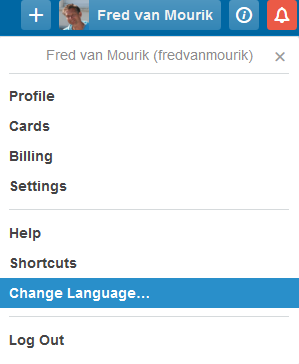 Fred van Mourik
Fred van Mourik (fredvanmourik)
Profile
Cards
Billing
Settings
Help
Shortcuts
Change Language…
Log Out